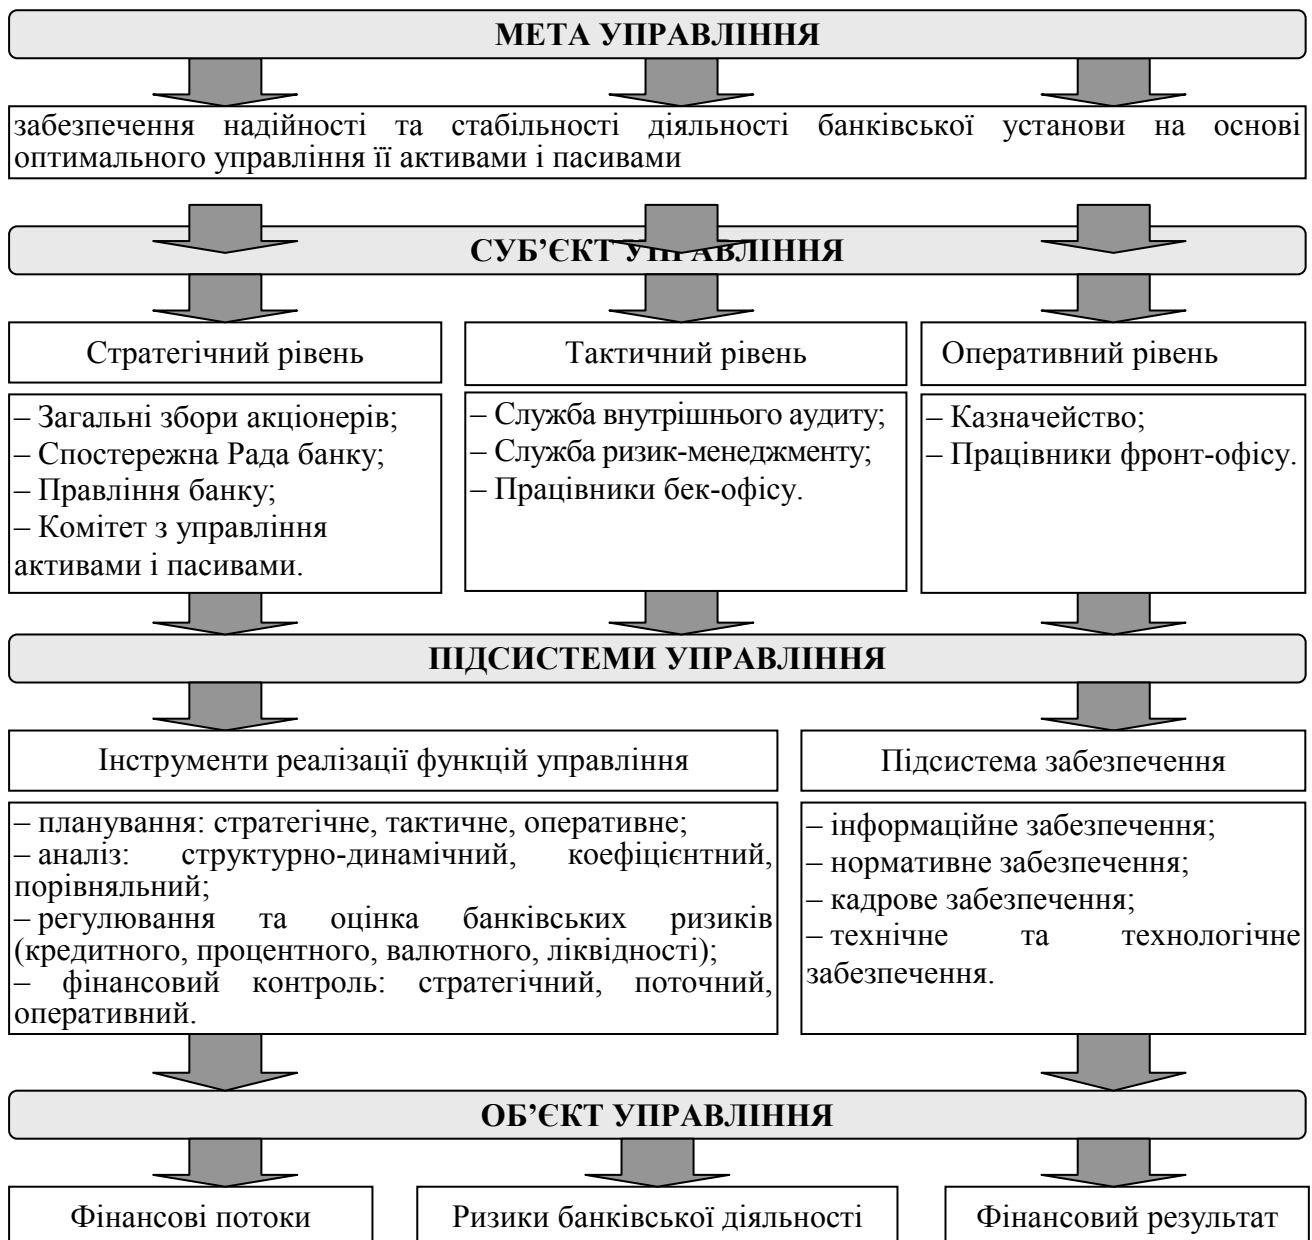 МЕТА УПРАВЛІННЯ
забезпечення надійності та стабільності діяльності банківської установи на основі
оптимального управління її активами і пасивами
СУБ’ЄКТ УПРАВЛІННЯ
Стратегічний рівень
– Загальні збори акціонерів;
– Спостережна Рада банку;
– Правління банку;
– Комітет з управління
активами і пасивами.
Тактичний рівень
– Служба внутрішнього аудиту;
– Служба ризик-менеджменту;
– Працівники бек-офісу.
Оперативний рівень
– Казначейство;
– Працівники фронт-офісу.
ПІДСИСТЕМИ УПРАВЛІННЯ
Інструменти реалізації функцій управління
– планування: стратегічне, тактичне, оперативне;
– аналіз: структурно-динамічний, коефіцієнтний,
порівняльний;
– регулювання та оцінка банківських ризиків
(кредитного, процентного, валютного, ліквідності);
– фінансовий контроль: стратегічний, поточний,
оперативний.
Підсистема забезпечення
– інформаційне забезпечення;
– нормативне забезпечення;
– кадрове забезпечення;
– технічне та технологічне
забезпечення.
ОБ’ЄКТ УПРАВЛІННЯ
Фінансові потоки
Ризики банківської діяльності
Фінансовий результат